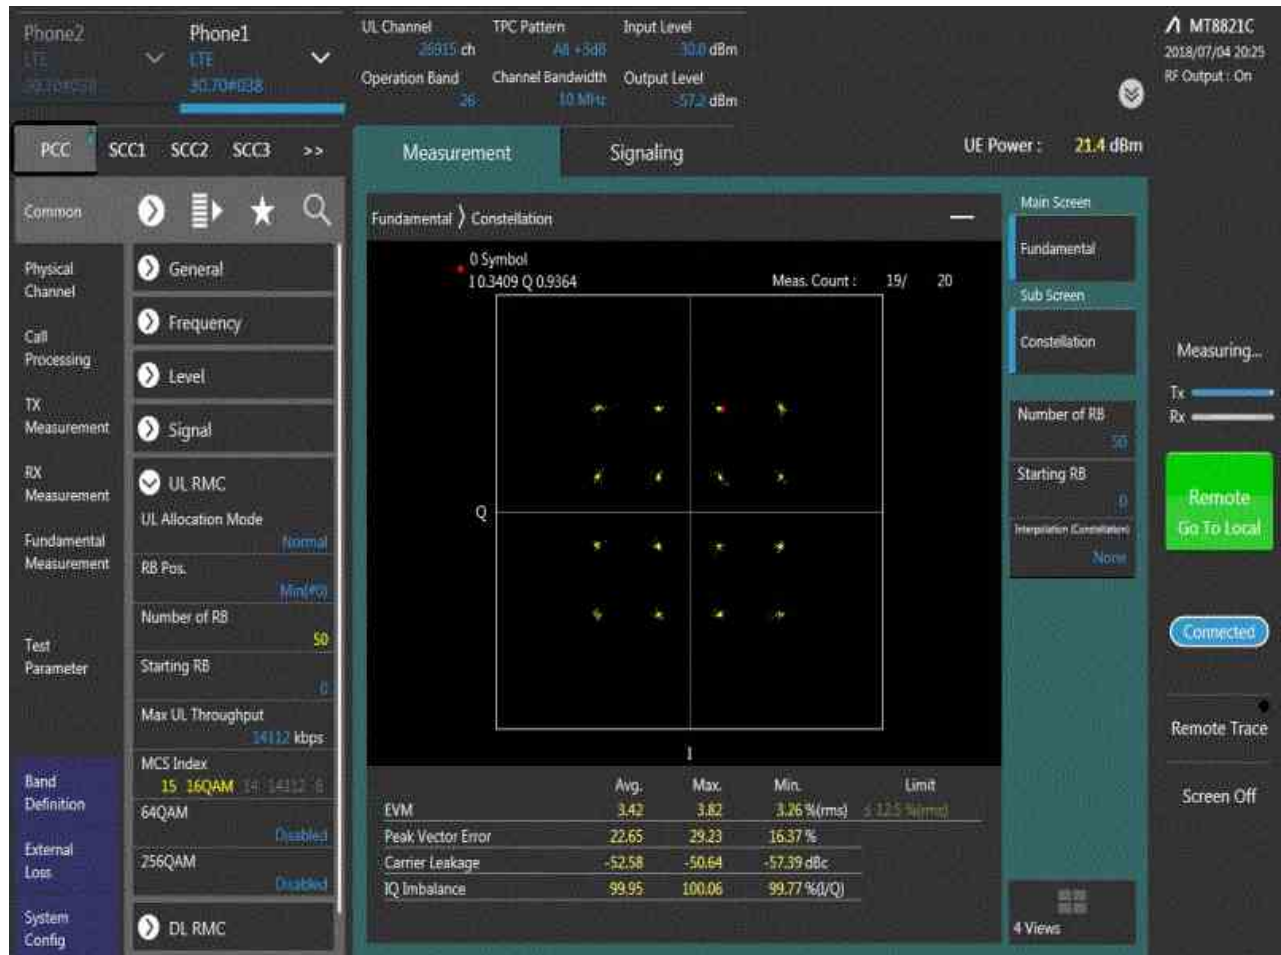 Phone2
LTE
Phone1
LTE
30.70#038
UL Channel
26915 ch
TPC Pattern
All +3dB
Input Level
30.0 dBm
Operation Band
26
Channel Bandwidth
10 MHz
Output Level
-57.2 dBm
MT8821C
2018/07/04 20:25
RF Output : On
PCC SCC1 SCC2 SCC3 >>
Measurement
Signaling
UE Power : 21.4 dBm
Common
Physical
Channel
Call
Processing
TX
Measurement
RX
Measurement
Fundamental
Measurement
Test
Parameter
Band
Definition
External
Loss
System
Config
General
Frequency
Level
Signal
UL RMC
UL Allocation Mode
Normal
RB Pos.
Min(#0)
Number of RB
50
Starting RB
0
Max UL Throughput
14112 kbps
MCS Index
15 16QAM 14 14112 6
64QAM
Disabled
256QAM
Disabled
DL RMC
Fundamental ⟩ Constellation
0 Symbol
I 0.3409 Q 0.9364
Meas. Count : 19/ 20
Q
I
Avg. Max. Min. Limit
EVM 3.42 3.82 3.26 %(rms) ≤ 12.5 %(rms)
Peak Vector Error 22.65 29.23 16.37 %
Carrier Leakage -52.58 -50.64 -57.39 dBc
IQ Imbalance 99.95 100.06 99.77 %(I/Q)
Main Screen
Fundamental
Sub Screen
Constellation
Number of RB
50
Starting RB
0
Interpolation (Constellation)
None
4 Views
Measuring...
Tx
Rx
Remote
Go To Local
Connected
Remote Trace
Screen Off